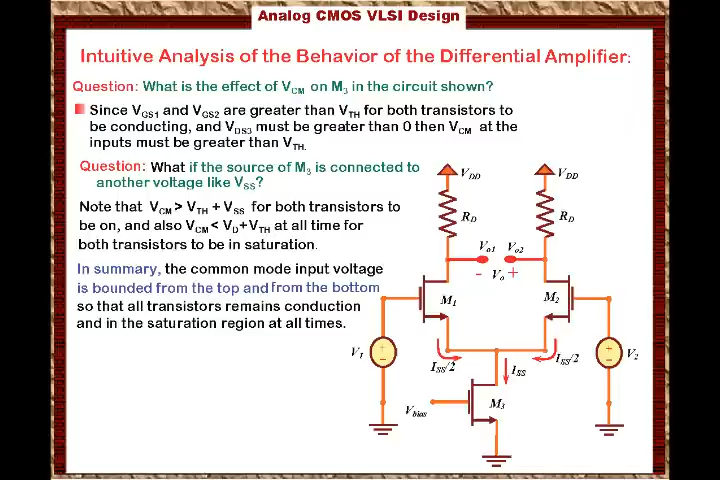 Analog CMOS VLSI Design
Intuitive Analysis of the Behavior of the Differential Amplifier:
Question: What is the effect of VCM on M3 in the circuit shown?
Since VGS1 and VGS2 are greater than VTH for both transistors to
be conducting, and VDS3 must be greater than 0 then VCM at the
inputs must be greater than VTH.
Question: What if the source of M3 is connected to
another voltage like VSS?
Note that VCM > VTH + VSS for both transistors to
be on, and also VCM < VD+VTH at all time for
both transistors to be in saturation.
In summary, the common mode input voltage
is bounded from the top and from the bottom
so that all transistors remains conduction
and in the saturation region at all times.
VDD VDD
RD RD
Vo1 Vo2
- Vo +
M1 M2
V1 + − + − V2
ISS/2 ISS/2
ISS
Vbias M3